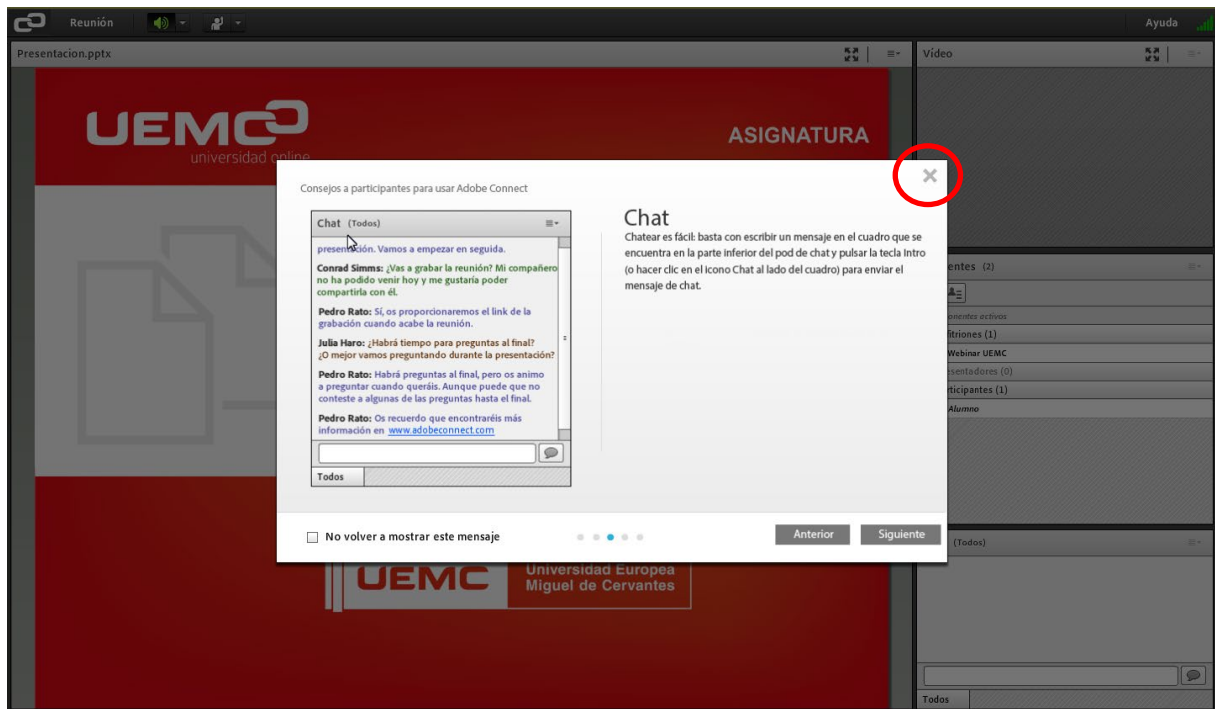 Reunión
Ayuda
Presentacion.pptx
Vídeo
UEMC
universidad online
ASIGNATURA
Consejos a participantes para usar Adobe Connect
Chat (Todos)
presentación. Vamos a empezar en seguida.
Conrad Simms: ¿Vas a grabar la reunión? Mi compañero
no ha podido venir hoy y me gustaría poder
compartirla con él.
Pedro Rato: Sí, os proporcionaremos el link de la
grabación cuando acabe la reunión.
Julia Haro: ¿Habrá tiempo para preguntas al final?
¿O mejor vamos preguntando durante la presentación?
Pedro Rato: Habrá preguntas al final, pero os animo
a preguntar cuando queráis. Aunque puede que no
conteste a algunas de las preguntas hasta el final.
Pedro Rato: Os recuerdo que encontraréis más
información en www.adobeconnect.com
Todos
Chat
Chatear es fácil: basta con escribir un mensaje en el cuadro que se
encuentra en la parte inferior del pod de chat y pulsar la tecla Intro
(o hacer clic en el icono Chat al lado del cuadro) para enviar el
mensaje de chat.
No volver a mostrar este mensaje
Anterior
Siguiente
entes (2)
onentes activos
fitriones (1)
Webinar UEMC
esentadores (0)
rticipantes (1)
Alumno
(Todos)
Todos
UEMC
Universidad Europea
Miguel de Cervantes